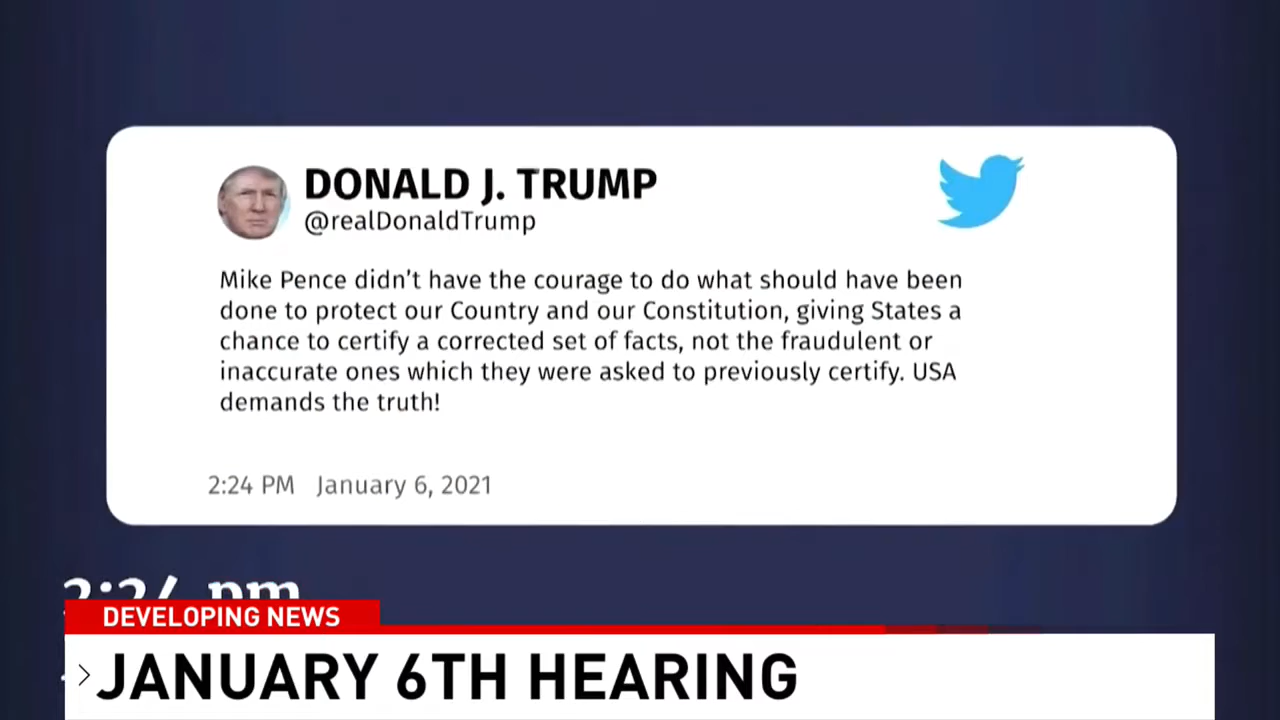 DONALD J. TRUMP
@realDonaldTrump
Mike Pence didn't have the courage to do what should have been
done to protect our Country and our Constitution, giving States a
chance to certify a corrected set of facts, not the fraudulent or
inaccurate ones which they were asked to previously certify. USA
demands the truth!
2:24 PM January 6, 2021
2:24 pm
DEVELOPING NEWS
JANUARY 6TH HEARING